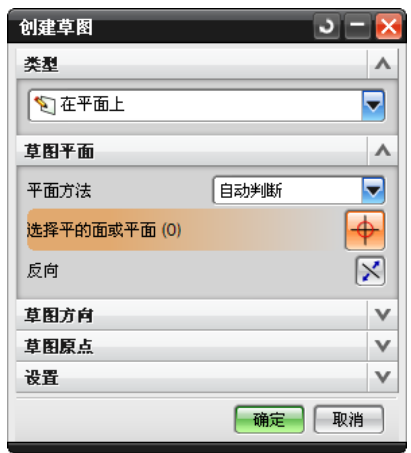 创建草图
类型
在平面上
草图平面
平面方法 自动判断
选择平的面或平面 (0)
反向
草图方向
草图原点
设置
确定 取消